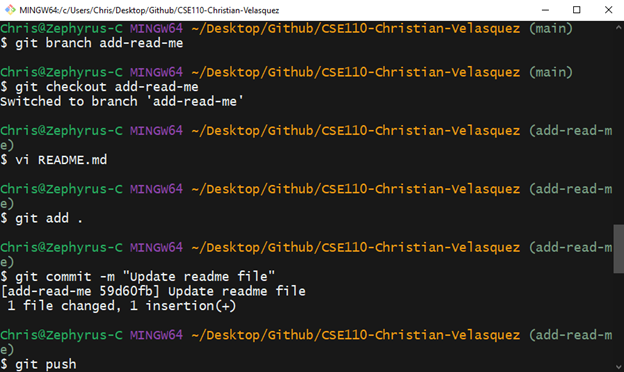 MINGW64:/c/Users/Chris/Desktop/Github/CSE110-Christian-Velasquez
Chris@Zephyrus-C MINGW64 ~/Desktop/Github/CSE110-Christian-Velasquez (main)
$ git branch add-read-me
Chris@Zephyrus-C MINGW64 ~/Desktop/Github/CSE110-Christian-Velasquez (main)
$ git checkout add-read-me
Switched to branch 'add-read-me'
Chris@Zephyrus-C MINGW64 ~/Desktop/Github/CSE110-Christian-Velasquez (add-read-m
e)
$ vi README.md
Chris@Zephyrus-C MINGW64 ~/Desktop/Github/CSE110-Christian-Velasquez (add-read-m
e)
$ git add .
Chris@Zephyrus-C MINGW64 ~/Desktop/Github/CSE110-Christian-Velasquez (add-read-m
e)
$ git commit -m "Update readme file"
[add-read-me 59d60fb] Update readme file
 1 file changed, 1 insertion(+)
Chris@Zephyrus-C MINGW64 ~/Desktop/Github/CSE110-Christian-Velasquez (add-read-m
e)
$ git push